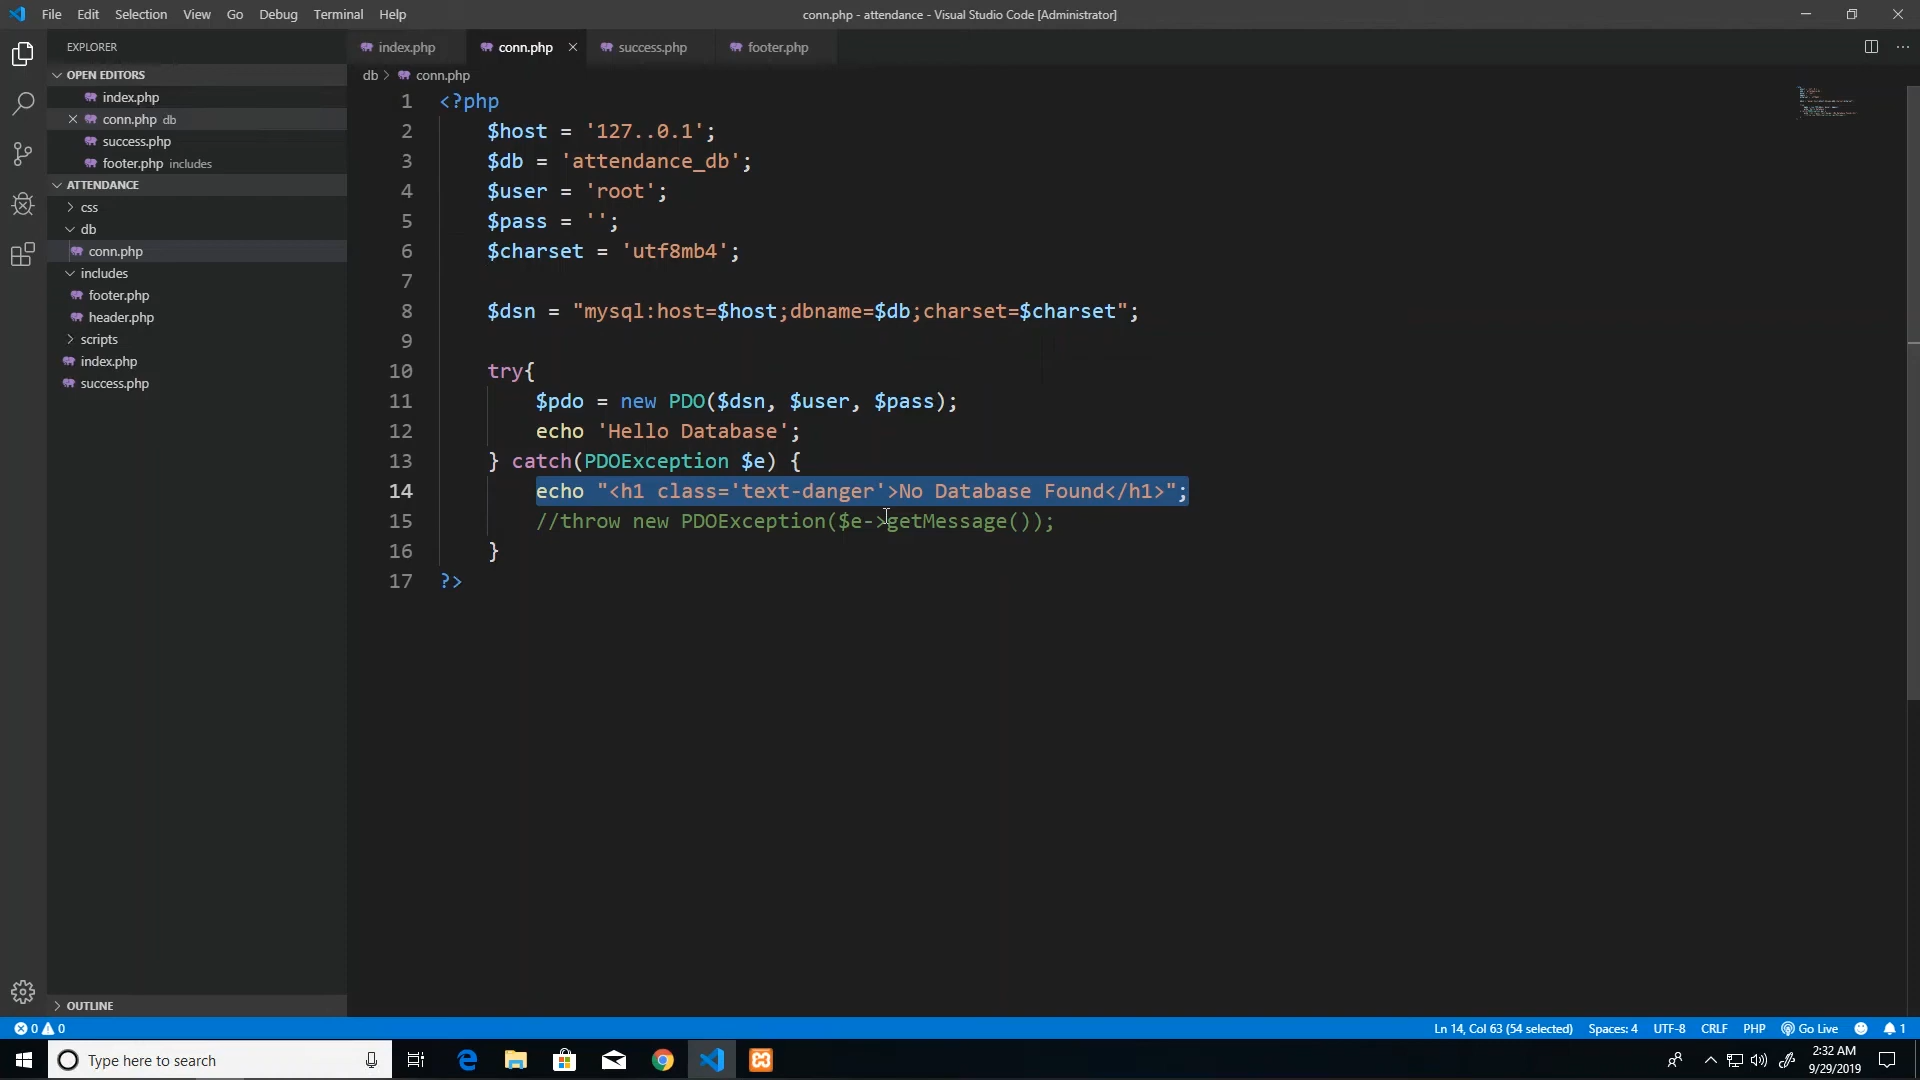 File Edit Selection View Go Debug Terminal Help
conn.php - attendance - Visual Studio Code [Administrator]
EXPLORER
OPEN EDITORS
index.php
conn.php db
success.php
footer.php includes
ATTENDANCE
css
db
conn.php
includes
footer.php
header.php
scripts
index.php
success.php
OUTLINE
index.php conn.php success.php footer.php
db > conn.php
1 <?php
2 $host = '127..0.1';
3 $db = 'attendance_db';
4 $user = 'root';
5 $pass = '';
6 $charset = 'utf8mb4';
7
8 $dsn = "mysql:host=$host;dbname=$db;charset=$charset";
9
10 try{
11 $pdo = new PDO($dsn, $user, $pass);
12 echo 'Hello Database';
13 } catch(PDOException $e) {
14 echo "<h1 class='text-danger'>No Database Found</h1>";
15 //throw new PDOException($e->getMessage());
16 }
17 ?>
0 0
Ln 14, Col 63 (54 selected) Spaces: 4 UTF-8 CRLF PHP Go Live 1
Type here to search
2:32 AM
9/29/2019